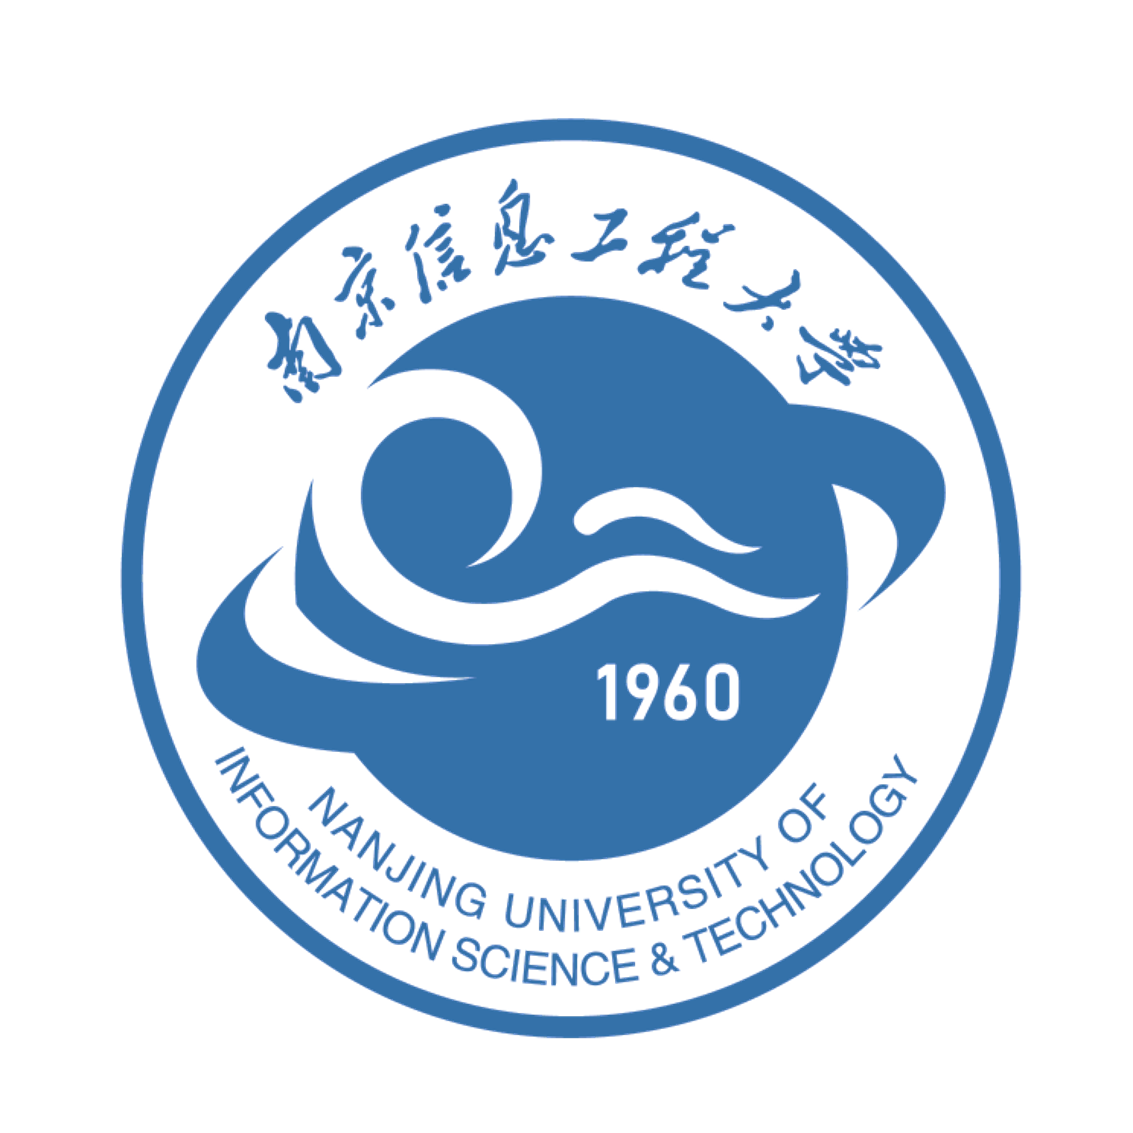 南京信息工程大学
1960
NANJING UNIVERSITY OF
INFORMATION SCIENCE & TECHNOLOGY